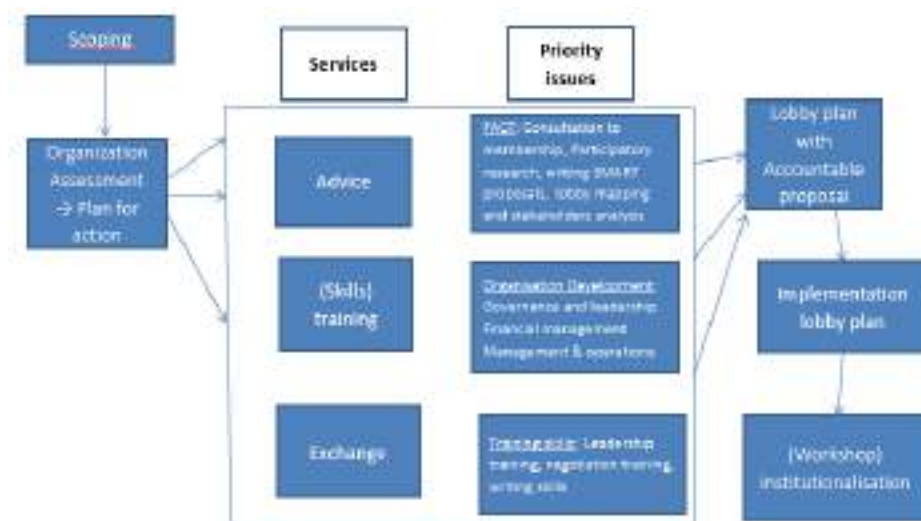 Scoping
Services
Priority
issues
Organization
Assessment
→ Plan for
action
Advice
FACT: Consultation to
membership, Participatory
research, writing SMART
proposals, lobby mapping
and stakeholders analysis
Lobby plan
with
Accountable
proposal
(Skills)
training
Organisation Development:
Governance and leadership
Financial management
Management & operations
Implementation
lobby plan
Exchange
Training skills: Leadership
training, negotiation training,
writing skills
(Workshop)
institutionalisation